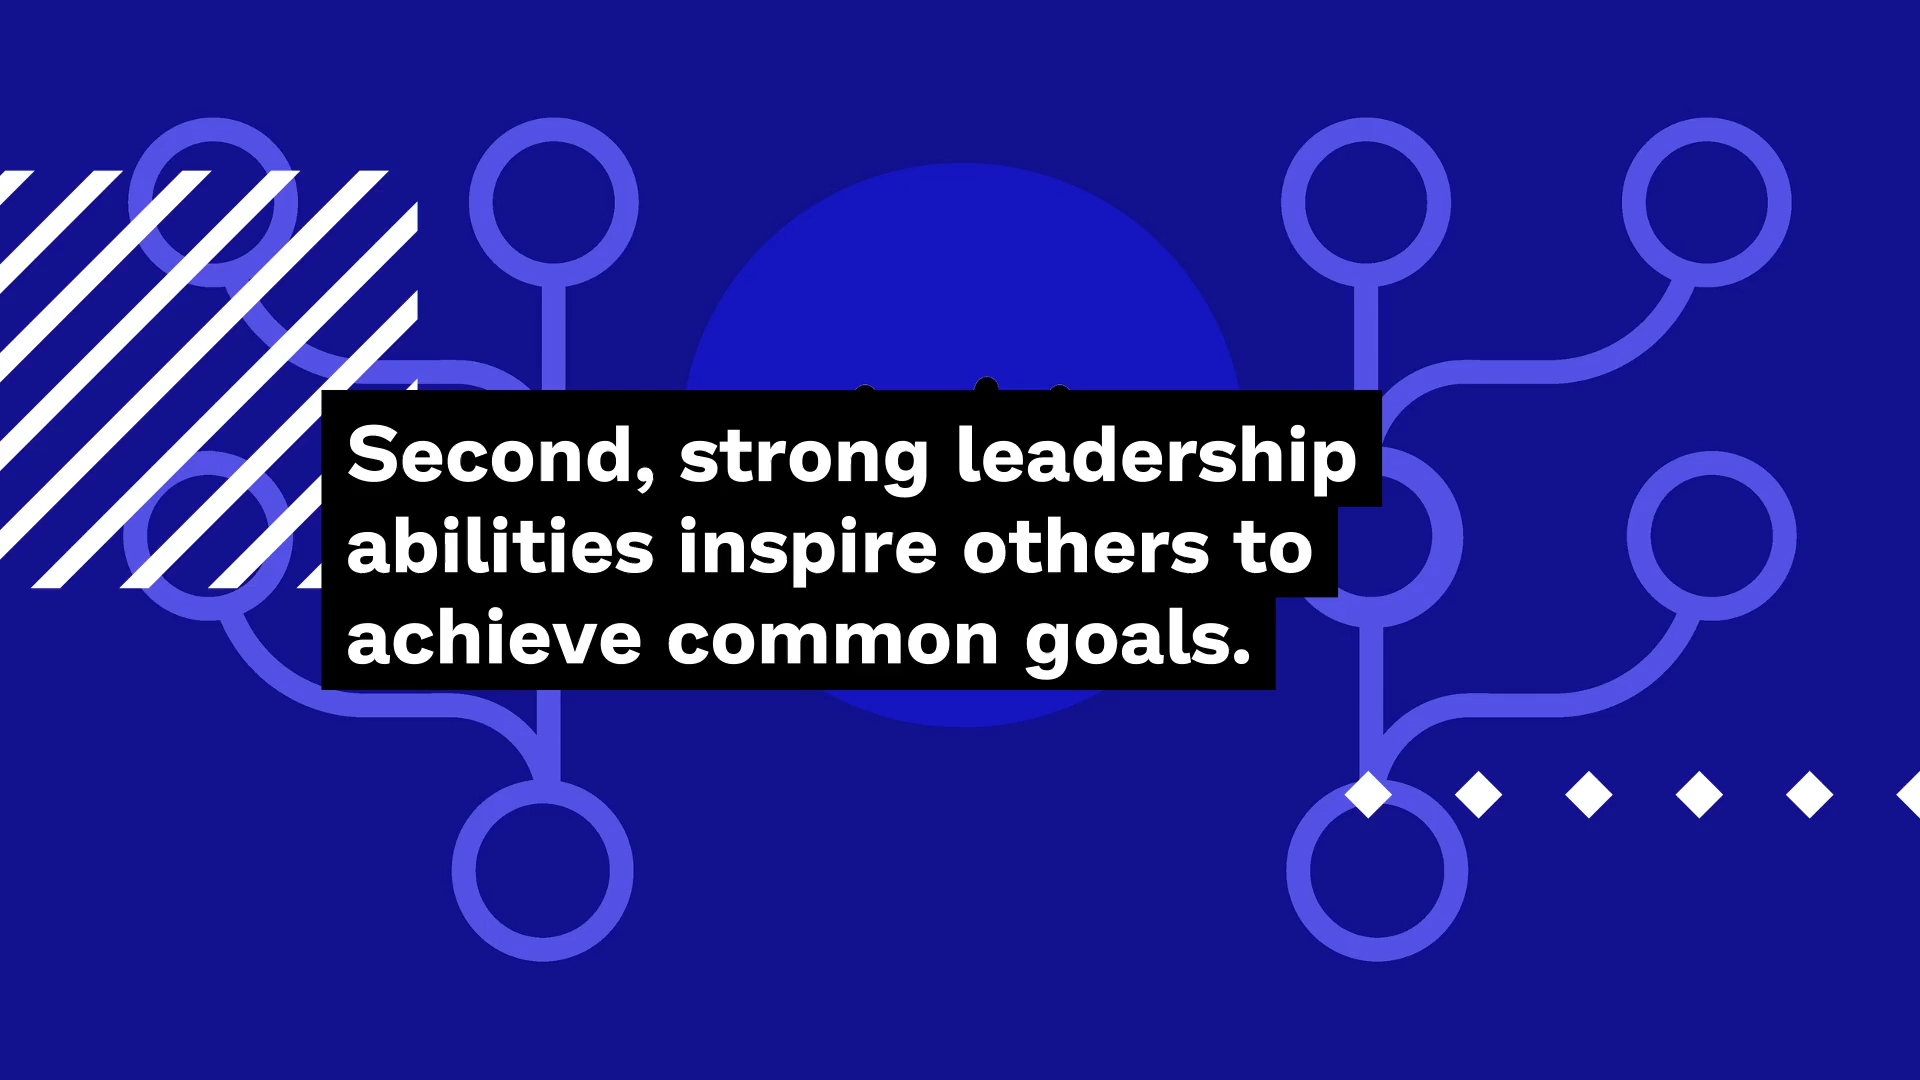 Second, strong leadership
abilities inspire others to
achieve common goals.